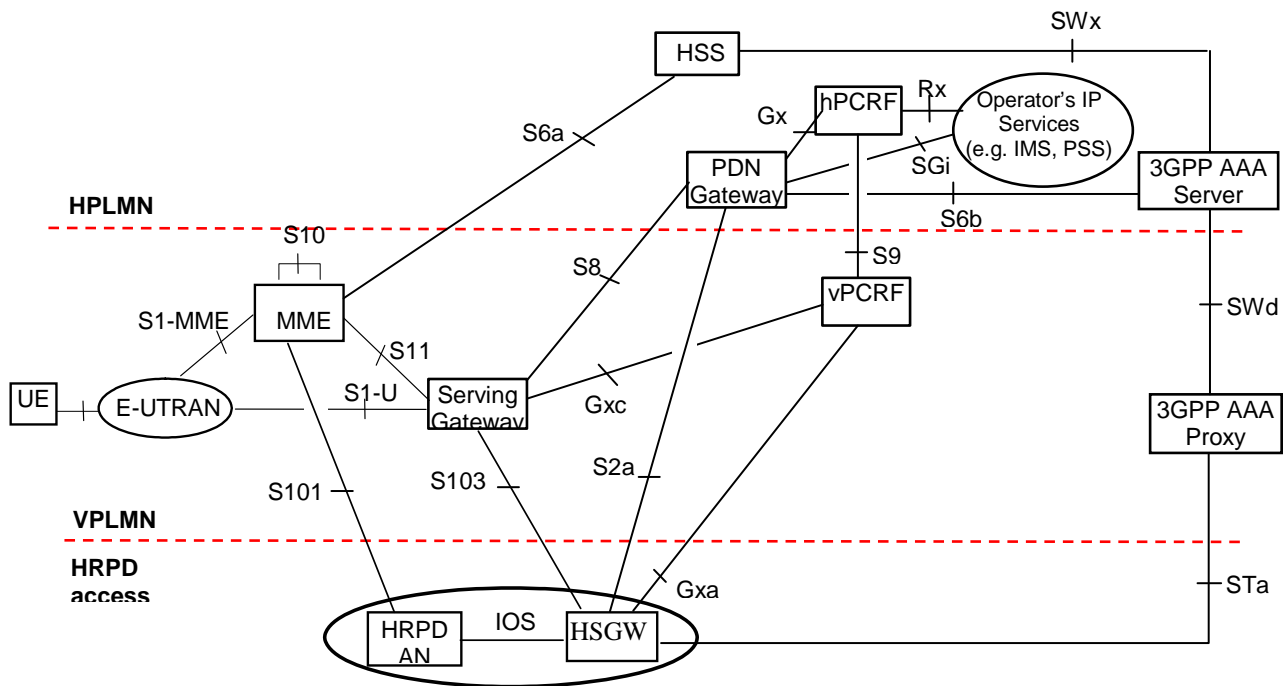 SWx
HSS
hPCRF
Rx
Operator's IP
Services
(e.g. IMS, PSS)
Gx
S6a
SGi
PDN
Gateway
3GPP AAA
Server
S6b
HPLMN
S10
S8
S9
vPCRF
SWd
S1-MME
MME
S11
S1-U
UE
E-UTRAN
Serving
Gateway
Gxc
3GPP AAA
Proxy
S101
S103
S2a
VPLMN
HRPD
access
Gxa
STa
IOS
HRPD
AN
HSGW